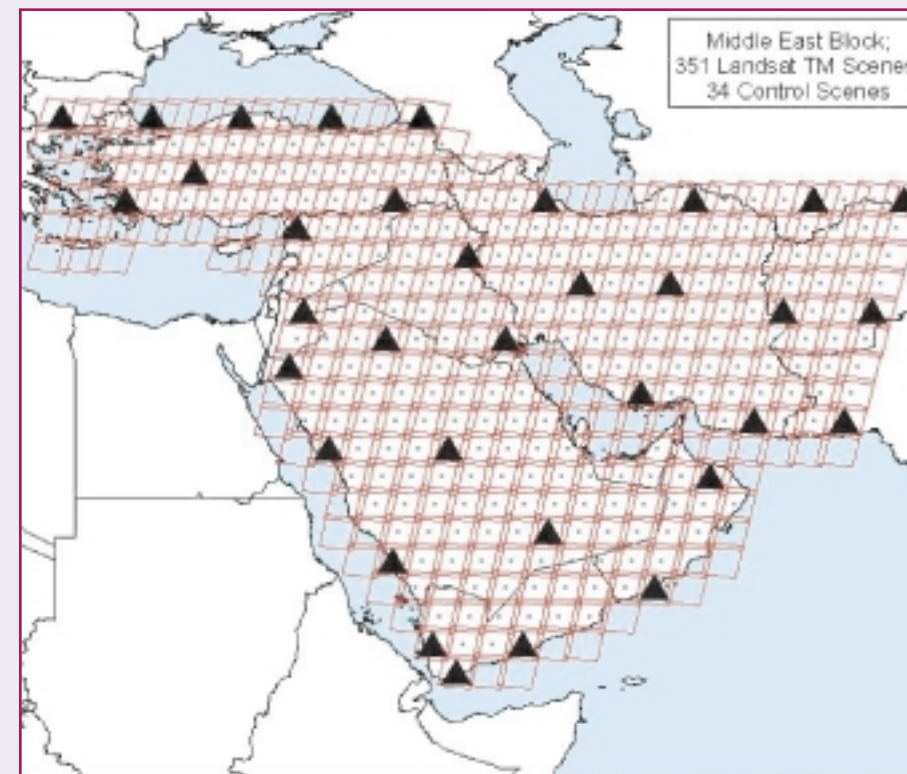 Middle East Block;
351 Landsat TM Scenes
34 Control Scenes